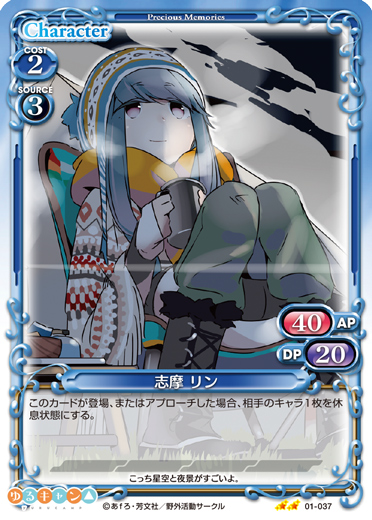 Precious Memories
Character
COST
2
SOURCE
3
40 AP
DP 20
志摩 リン
このカードが登場、またはアプローチした場合、相手のキャラ1枚を休
息状態にする。
こっち星空と夜景がすごいよ。
ゆるキャン△
©あfろ・芳文社/野外活動サークル
01-037